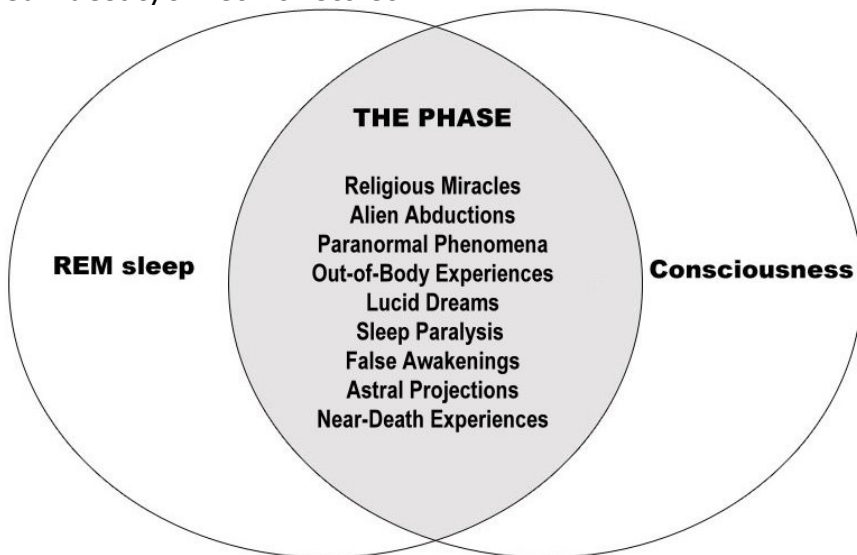 THE PHASE
Religious Miracles
Alien Abductions
Paranormal Phenomena
REM sleep
Out-of-Body Experiences
Consciousness
Lucid Dreams
Sleep Paralysis
False Awakenings
Astral Projections
Near-Death Experiences